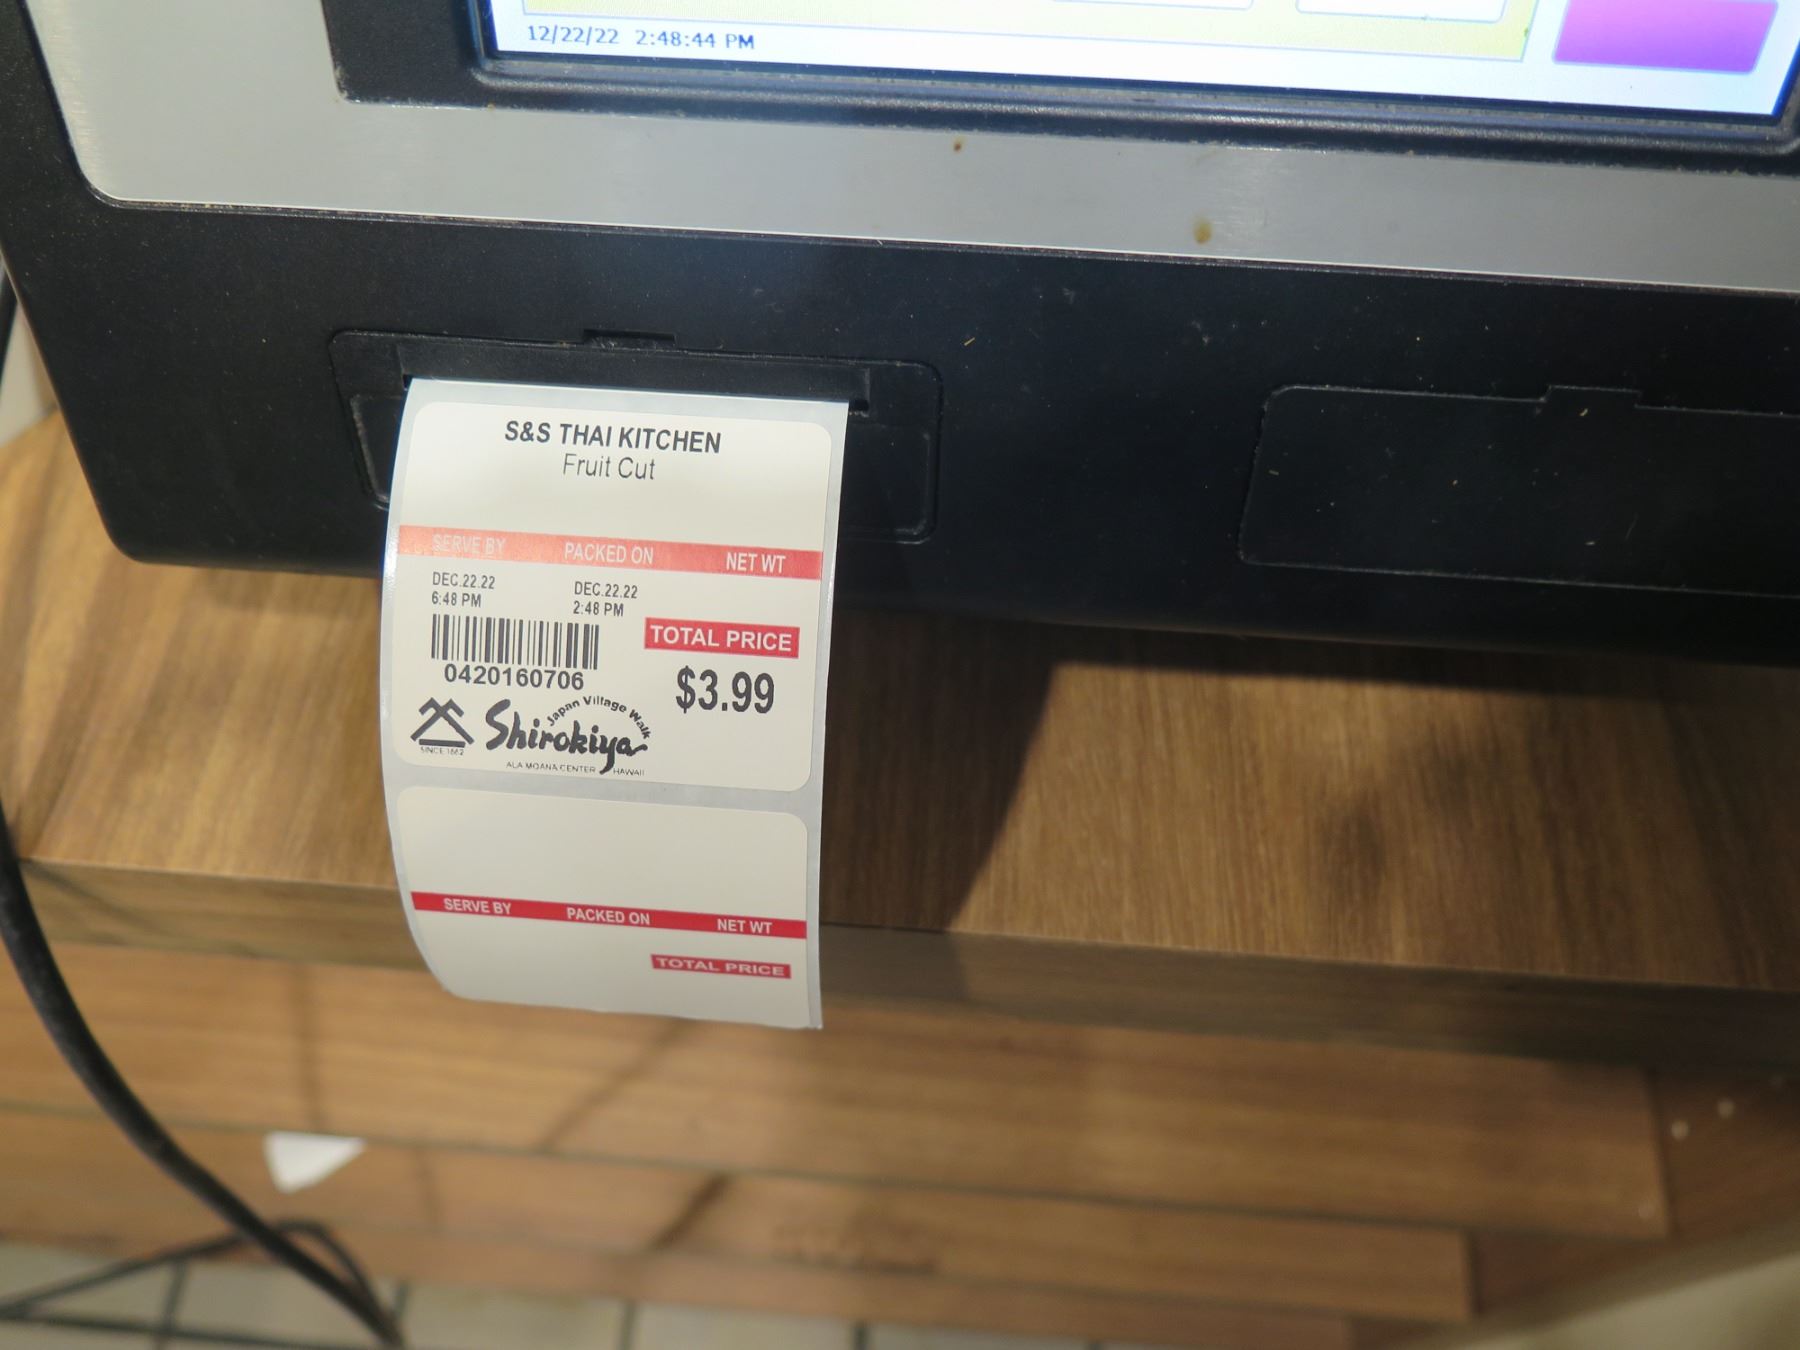 12/22/22 2:48:44 PM
S&S THAI KITCHEN
Fruit Cut
SERVE BY PACKED ON NET WT
DEC.22.22 DEC.22.22
6:48 PM 2:48 PM
TOTAL PRICE
$3.99
0420160706
Japan Village Walk
Shirokiya
SINCE 1662
ALA MOANA CENTER HAWAII
SERVE BY PACKED ON NET WT
TOTAL PRICE